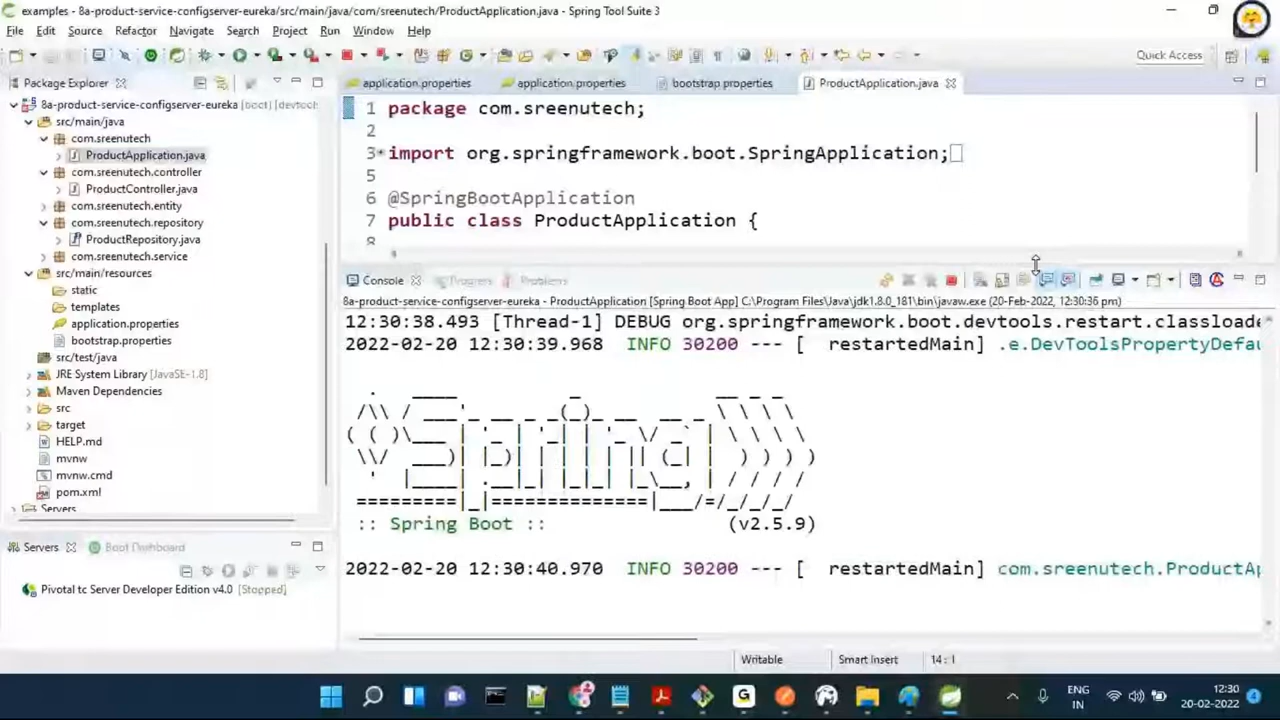 examples - 8a-product-service-configserver-eureka/src/main/java/com/sreenutech/ProductApplication.java - Spring Tool Suite 3
File Edit Source Refactor Navigate Search Project Run Window Help
Quick Access
Package Explorer
8a-product-service-configserver-eureka [boot] [devtools
src/main/java
com.sreenutech
ProductApplication.java
com.sreenutech.controller
ProductController.java
com.sreenutech.entity
com.sreenutech.repository
ProductRepository.java
com.sreenutech.service
src/main/resources
static
templates
application.properties
bootstrap.properties
src/test/java
JRE System Library [JavaSE-1.8]
Maven Dependencies
src
target
HELP.md
mvnw
mvnw.cmd
pom.xml
Servers
Servers Boot Dashboard
Pivotal tc Server Developer Edition v4.0 [Stopped]
application.properties application.properties bootstrap.properties ProductApplication.java
1 package com.sreenutech;
2
3 import org.springframework.boot.SpringApplication;
5
6 @SpringBootApplication
7 public class ProductApplication {
8
Console Progress Problems
8a-product-service-configserver-eureka - ProductApplication [Spring Boot App] C:\Program Files\Java\jdk1.8.0_181\bin\javaw.exe (20-Feb-2022, 12:30:36 pm)
12:30:38.493 [Thread-1] DEBUG org.springframework.boot.devtools.restart.classloade
2022-02-20 12:30:39.968 INFO 30200 --- [ restartedMain] .e.DevToolsPropertyDefau
Spring
:: Spring Boot :: (v2.5.9)
2022-02-20 12:30:40.970 INFO 30200 --- [ restartedMain] com.sreenutech.ProductAp
Writable Smart Insert 14 : 1
ENG
IN
12:30
20-02-2022